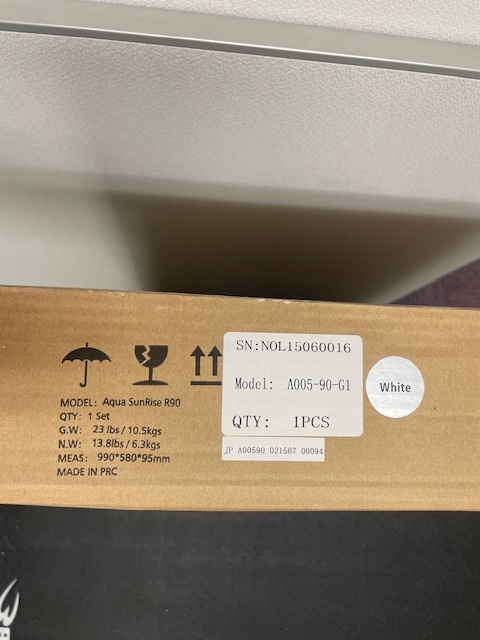 SN:NOL15060016
Model: A005-90-G1
QTY: 1PCS
White
JP A00590 021507 00094
MODEL: Aqua SunRise R90
QTY: 1 Set
G.W: 23 lbs / 10.5kgs
N.W: 13.8lbs / 6.3kgs
MEAS: 990*580*95mm
MADE IN PRC